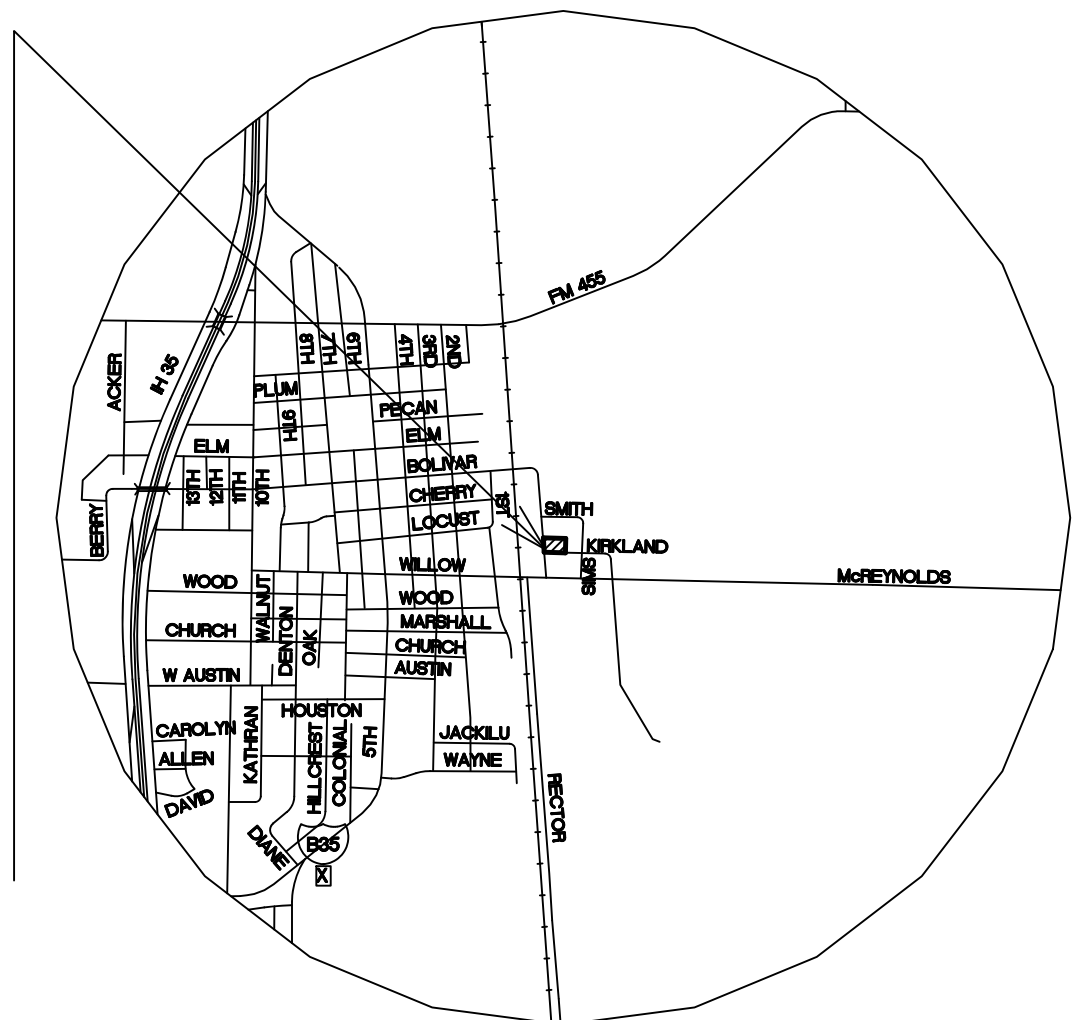 FM 455
ACKER
IH 35
8TH
7TH
6TH
4TH
3RD
2ND
PLUM
9TH
PECAN
ELM
ELM
BOLIVAR
13TH
12TH
11TH
10TH
CHERRY
1ST
LOCUST
SMITH
BERRY
KIRKLAND
SIMS
WILLOW
McREYNOLDS
WOOD
WALNUT
WOOD
DENTON
OAK
MARSHALL
CHURCH
CHURCH
AUSTIN
W AUSTIN
HOUSTON
CAROLYN
KATHRAN
HILLCREST
COLONIAL
5TH
JACKILU
ALLEN
WAYNE
DAVID
RECTOR
DIANE
B35
X